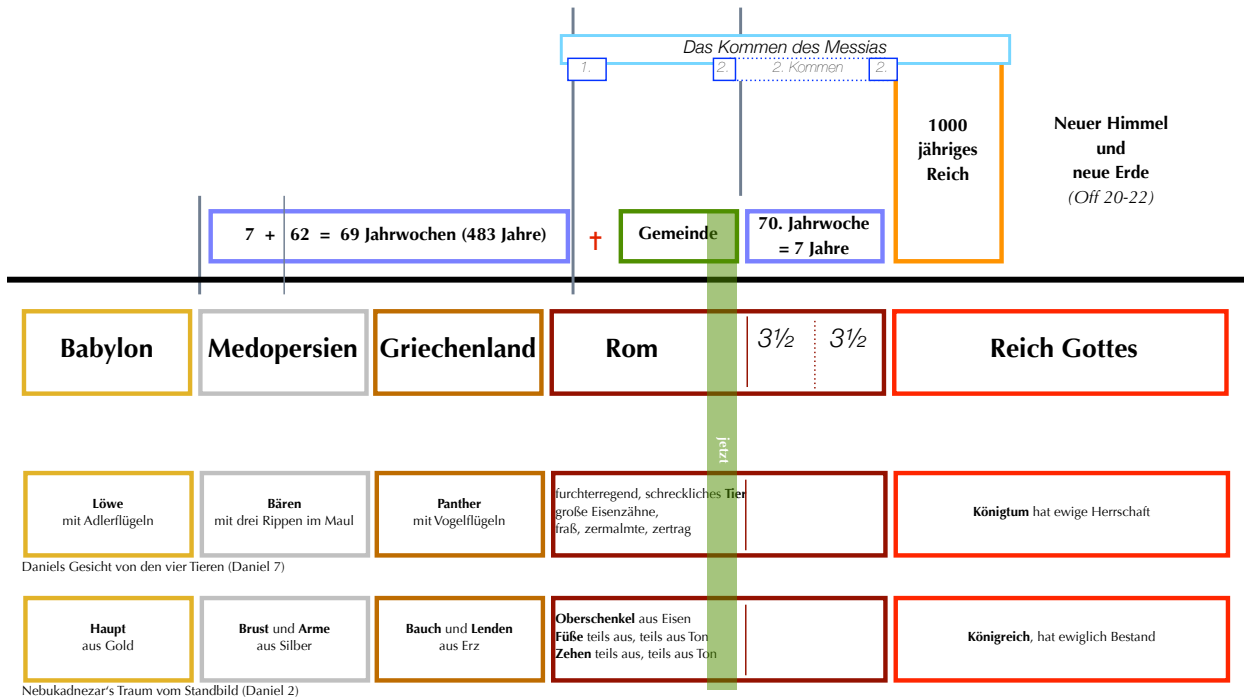 Das Kommen des Messias
1. 2. 2. Kommen 2.
1000
jähriges
Reich
Neuer Himmel
und
neue Erde
(Off 20-22)
7 + 62 = 69 Jahrwochen (483 Jahre)
†
Gemeinde
70. Jahrwoche
= 7 Jahre
Babylon
Medopersien
Griechenland
Rom
3½ 3½
Reich Gottes
jetzt
Löwe
mit Adlerflügeln
Bären
mit drei Rippen im Maul
Panther
mit Vogelflügeln
furchterregend, schreckliches Tier
große Eisenzähne,
fraß, zermalmte, zertrag
Königtum hat ewige Herrschaft
Daniels Gesicht von den vier Tieren (Daniel 7)
Haupt
aus Gold
Brust und Arme
aus Silber
Bauch und Lenden
aus Erz
Oberschenkel aus Eisen
Füße teils aus, teils aus Ton
Zehen teils aus, teils aus Ton
Königreich, hat ewiglich Bestand
Nebukadnezar's Traum vom Standbild (Daniel 2)